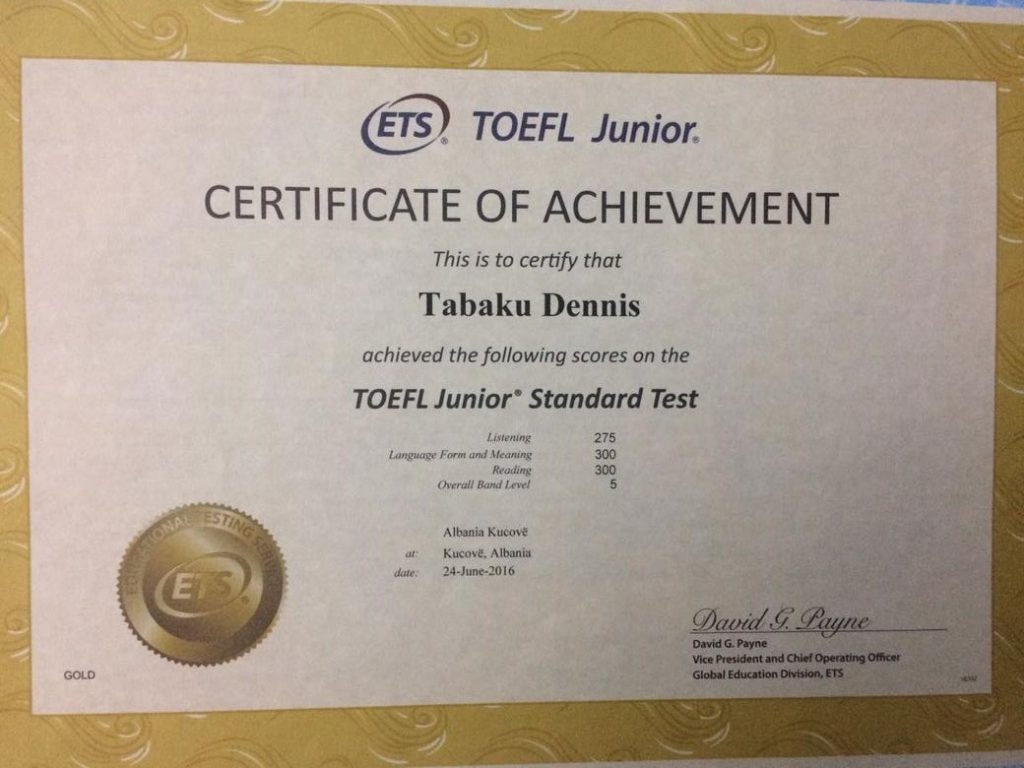 ETS® TOEFL Junior®
CERTIFICATE OF ACHIEVEMENT
This is to certify that
Tabaku Dennis
achieved the following scores on the
TOEFL Junior® Standard Test
Listening 275
Language Form and Meaning 300
Reading 300
Overall Band Level 5
Albania Kucovë
at: Kucovë, Albania
date: 24-June-2016
EDUCATIONAL TESTING SERVICE
ETS®
GOLD
David G. Payne
David G. Payne
Vice President and Chief Operating Officer
Global Education Division, ETS